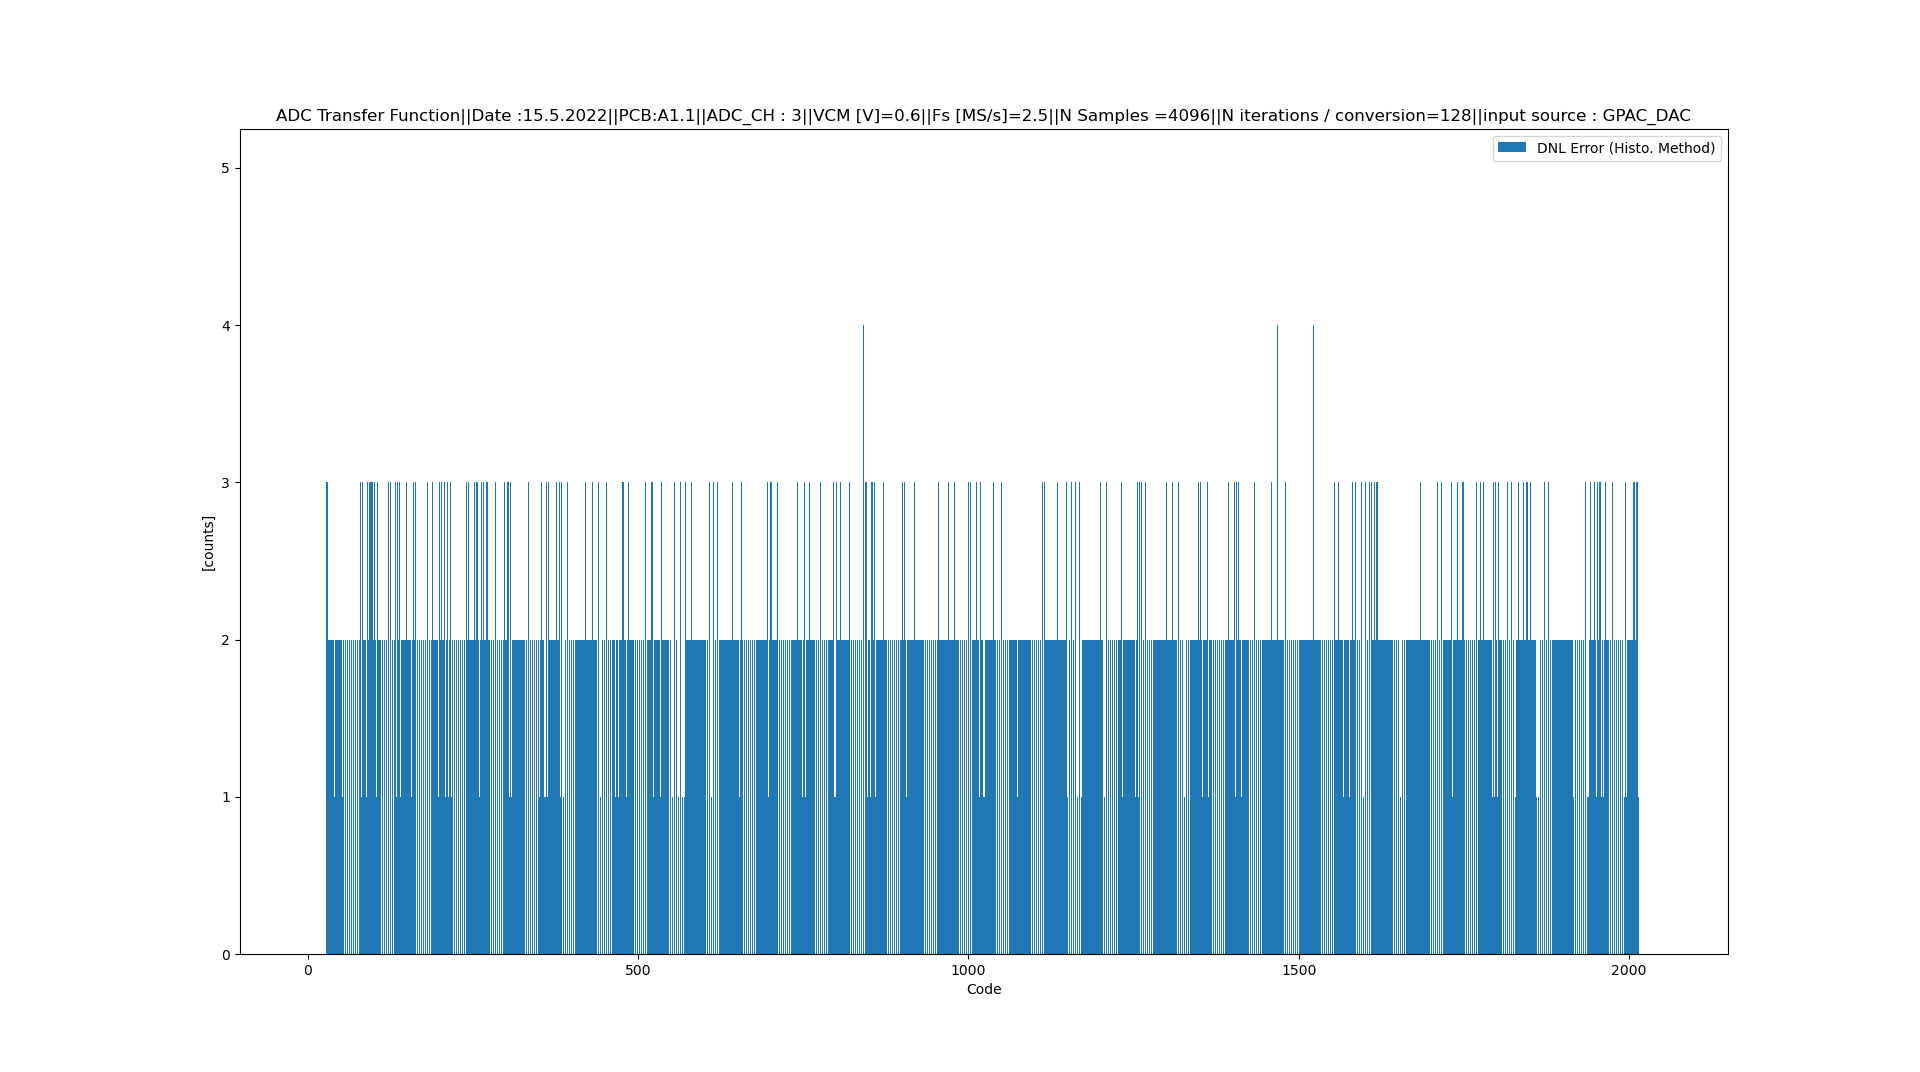 ADC Transfer Function||Date :15.5.2022||PCB:A1.1||ADC_CH : 3||VCM [V]=0.6||Fs [MS/s]=2.5||N Samples =4096||N iterations / conversion=128||input source : GPAC_DAC
DNL Error (Histo. Method)
5
4
3
2
1
0
[counts]
0 500 1000 1500 2000
Code